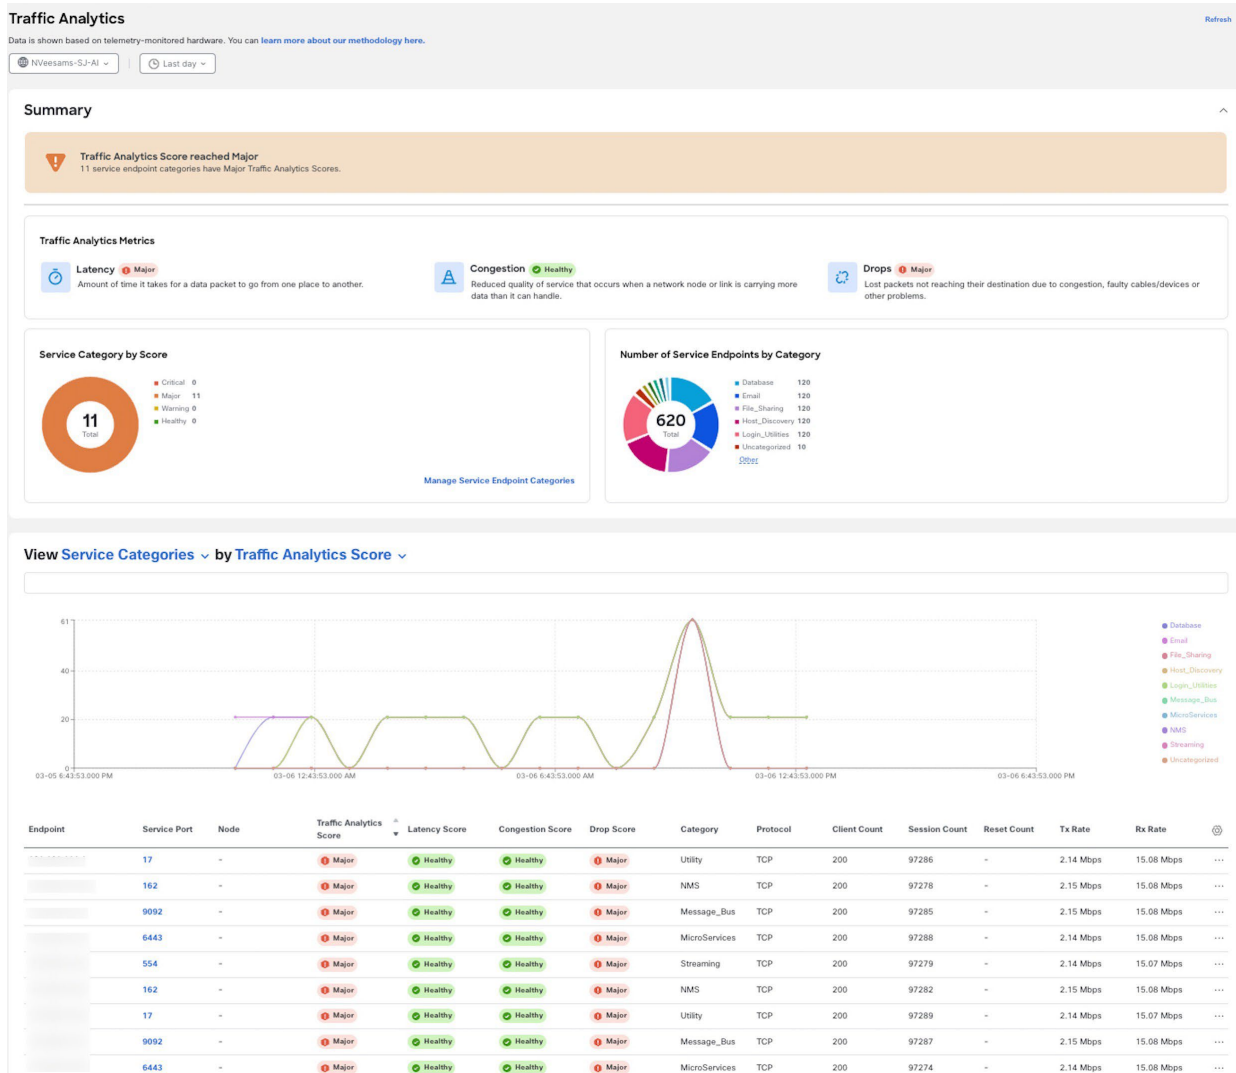 Traffic Analytics
Refresh
Data is shown based on telemetry-monitored hardware. You can learn more about our methodology here.
NVeesams-SJ-AI
Last day
Summary
Traffic Analytics Score reached Major
11 service endpoint categories have Major Traffic Analytics Scores.
Traffic Analytics Metrics
Latency Major
Amount of time it takes for a data packet to go from one place to another.
Congestion Healthy
Reduced quality of service that occurs when a network node or link is carrying more
data than it can handle.
Drops Major
Lost packets not reaching their destination due to congestion, faulty cables/devices or
other problems.
Service Category by Score
11
Total
Critical 0
Major 11
Warning 0
Healthy 0
Manage Service Endpoint Categories
Number of Service Endpoints by Category
620
Total
Database 120
Email 120
File_Sharing 120
Host_Discovery 120
Login_Utilities 120
Uncategorized 10
Other
View Service Categories by Traffic Analytics Score
61
40
20
0
03-05 6:43:53.000 PM
03-06 12:43:53.000 AM
03-06 6:43:53.000 AM
03-06 12:43:53.000 PM
03-06 6:43:53.000 PM
Database
Email
File_Sharing
Host_Discovery
Login_Utilities
Message_Bus
MicroServices
NMS
Streaming
Uncategorized
Endpoint Service Port Node Traffic Analytics Score Latency Score Congestion Score Drop Score Category Protocol Client Count Session Count Reset Count Tx Rate Rx Rate
17 - Major Healthy Healthy Major Utility TCP 200 97286 - 2.14 Mbps 15.08 Mbps ...
162 - Major Healthy Healthy Major NMS TCP 200 97278 - 2.15 Mbps 15.08 Mbps ...
9092 - Major Healthy Healthy Major Message_Bus TCP 200 97285 - 2.15 Mbps 15.08 Mbps ...
6443 - Major Healthy Healthy Major MicroServices TCP 200 97288 - 2.14 Mbps 15.08 Mbps ...
554 - Major Healthy Healthy Major Streaming TCP 200 97279 - 2.14 Mbps 15.07 Mbps ...
162 - Major Healthy Healthy Major NMS TCP 200 97282 - 2.15 Mbps 15.08 Mbps ...
17 - Major Healthy Healthy Major Utility TCP 200 97289 - 2.14 Mbps 15.07 Mbps ...
9092 - Major Healthy Healthy Major Message_Bus TCP 200 97287 - 2.15 Mbps 15.08 Mbps ...
6443 - Major Healthy Healthy Major MicroServices TCP 200 97274 - 2.14 Mbps 15.08 Mbps ...